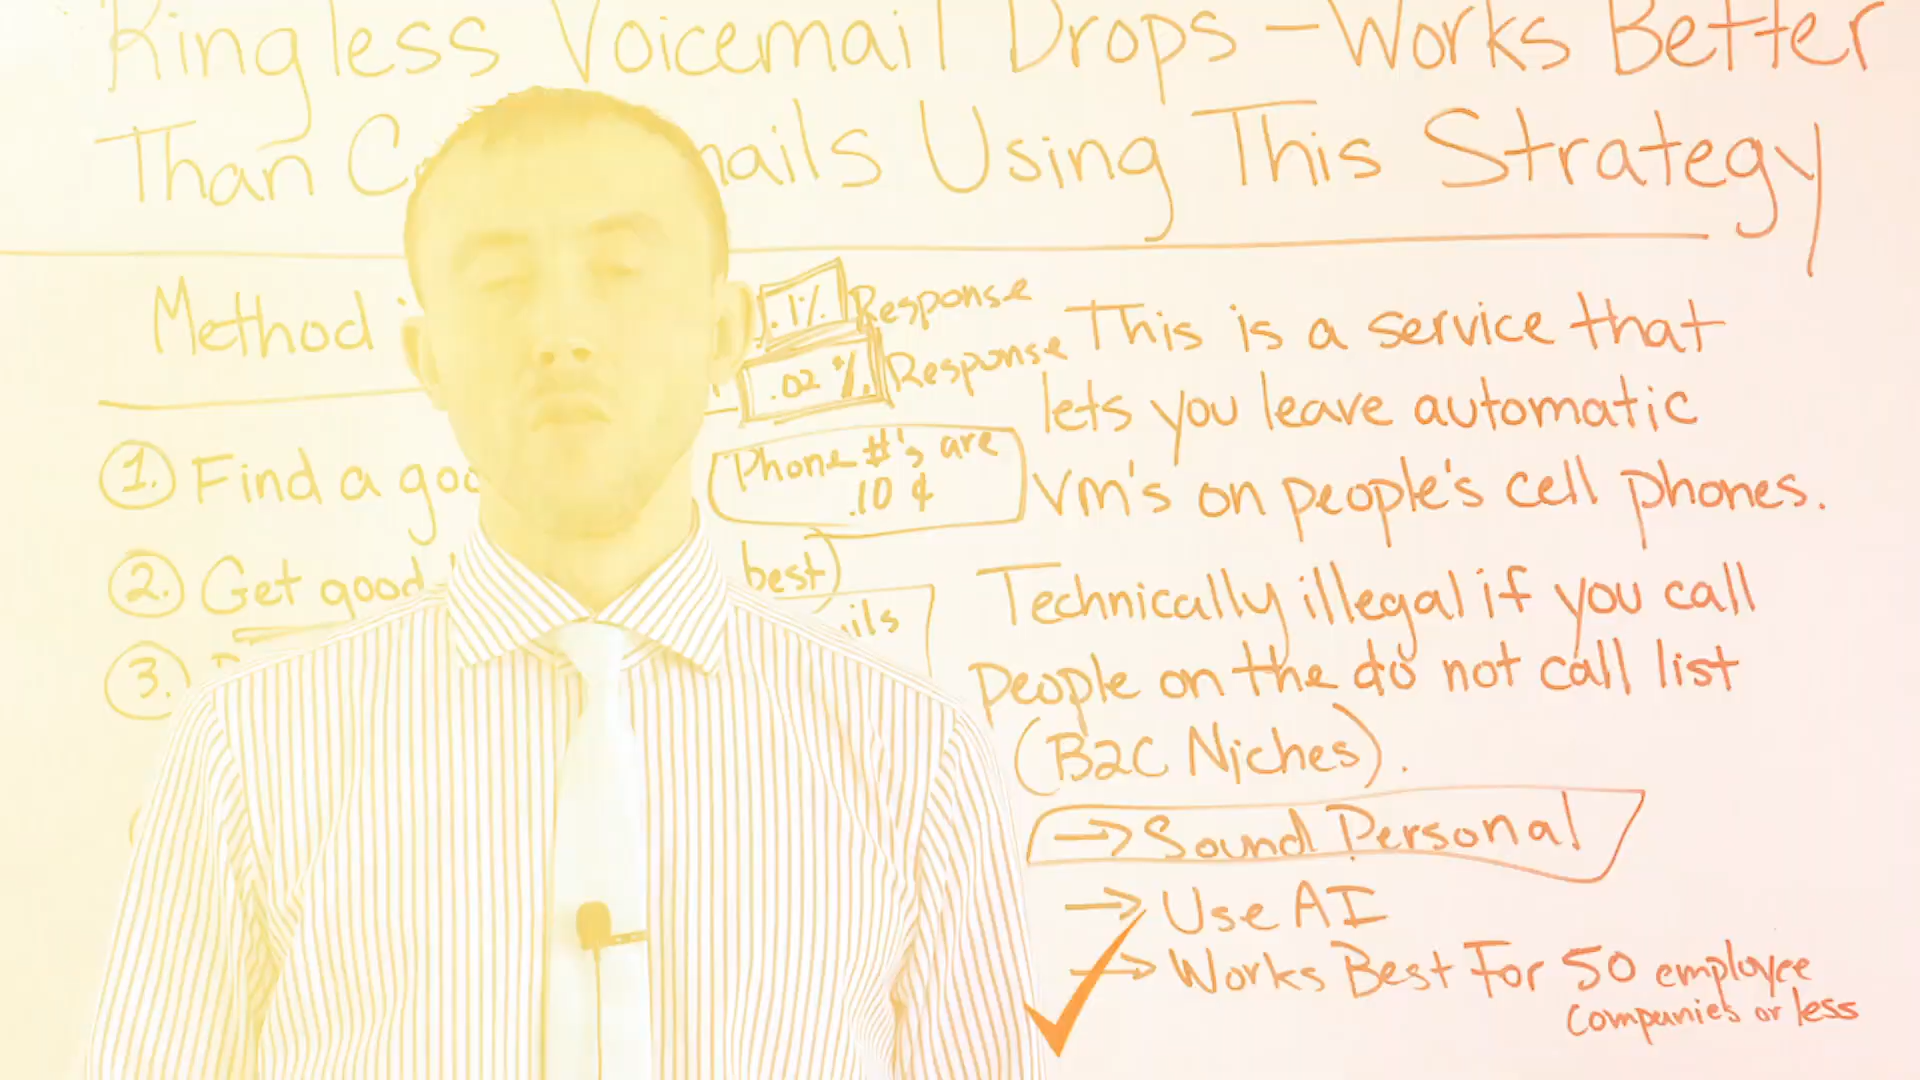 Ringless Voicemail Drops - Works Better
Than mails Using This Strategy
Method
.1% Response
.02% Response
1. Find a good
Phone #'s are
.10 ¢
2. Get good best)
ils
3.
This is a service that
lets you leave automatic
VM's on people's cell phones.
Technically illegal if you call
people on the do not call list
(B2C Niches).
→ Sound Personal
→ Use AI
→ Works Best For 50 employee
companies or less